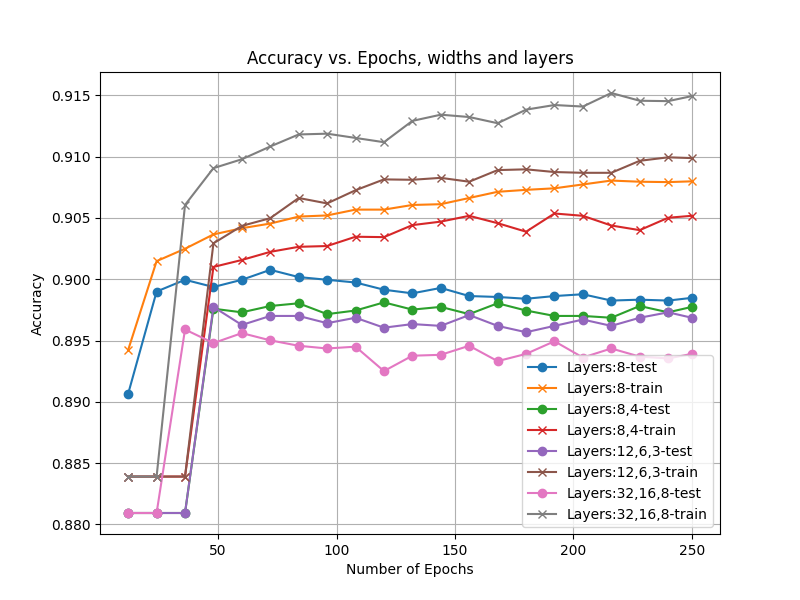 Accuracy vs. Epochs, widths and layers
0.915
0.910
0.905
0.900
0.895
0.890
0.885
0.880
Accuracy
50
100
150
200
250
Number of Epochs
Layers:8-test
Layers:8-train
Layers:8,4-test
Layers:8,4-train
Layers:12,6,3-test
Layers:12,6,3-train
Layers:32,16,8-test
Layers:32,16,8-train